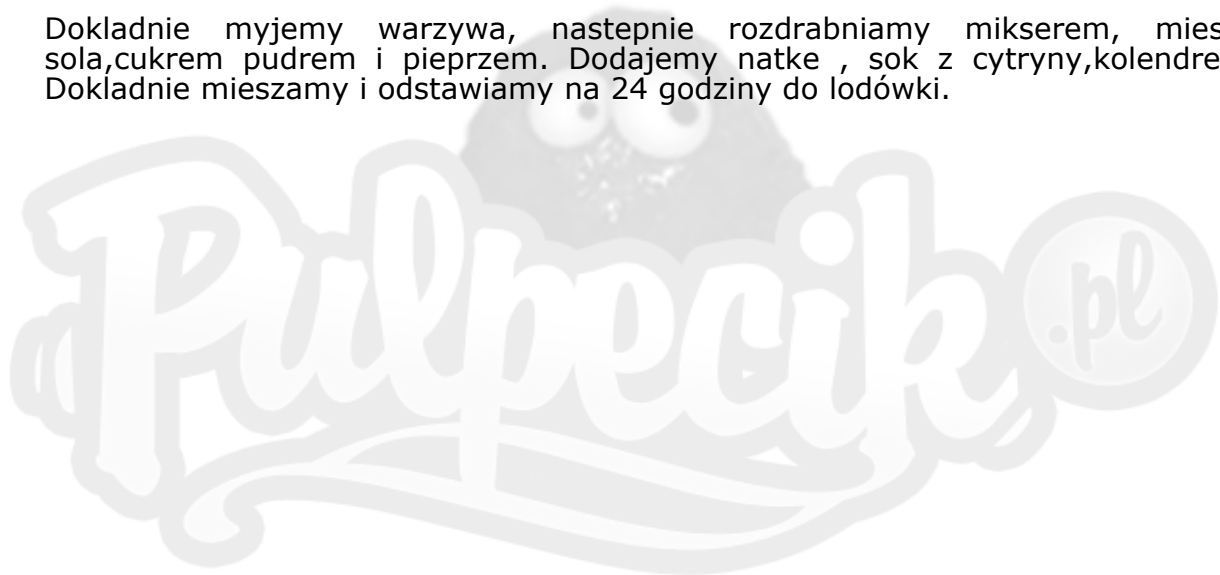 Dokladnie myjemy warzywa, nastepnie rozdrabniamy mikserem, mies
sola,cukrem pudrem i pieprzem. Dodajemy natke , sok z cytryny,kolendre
Dokladnie mieszamy i odstawiamy na 24 godziny do lodówki.
Pulpecik.pl